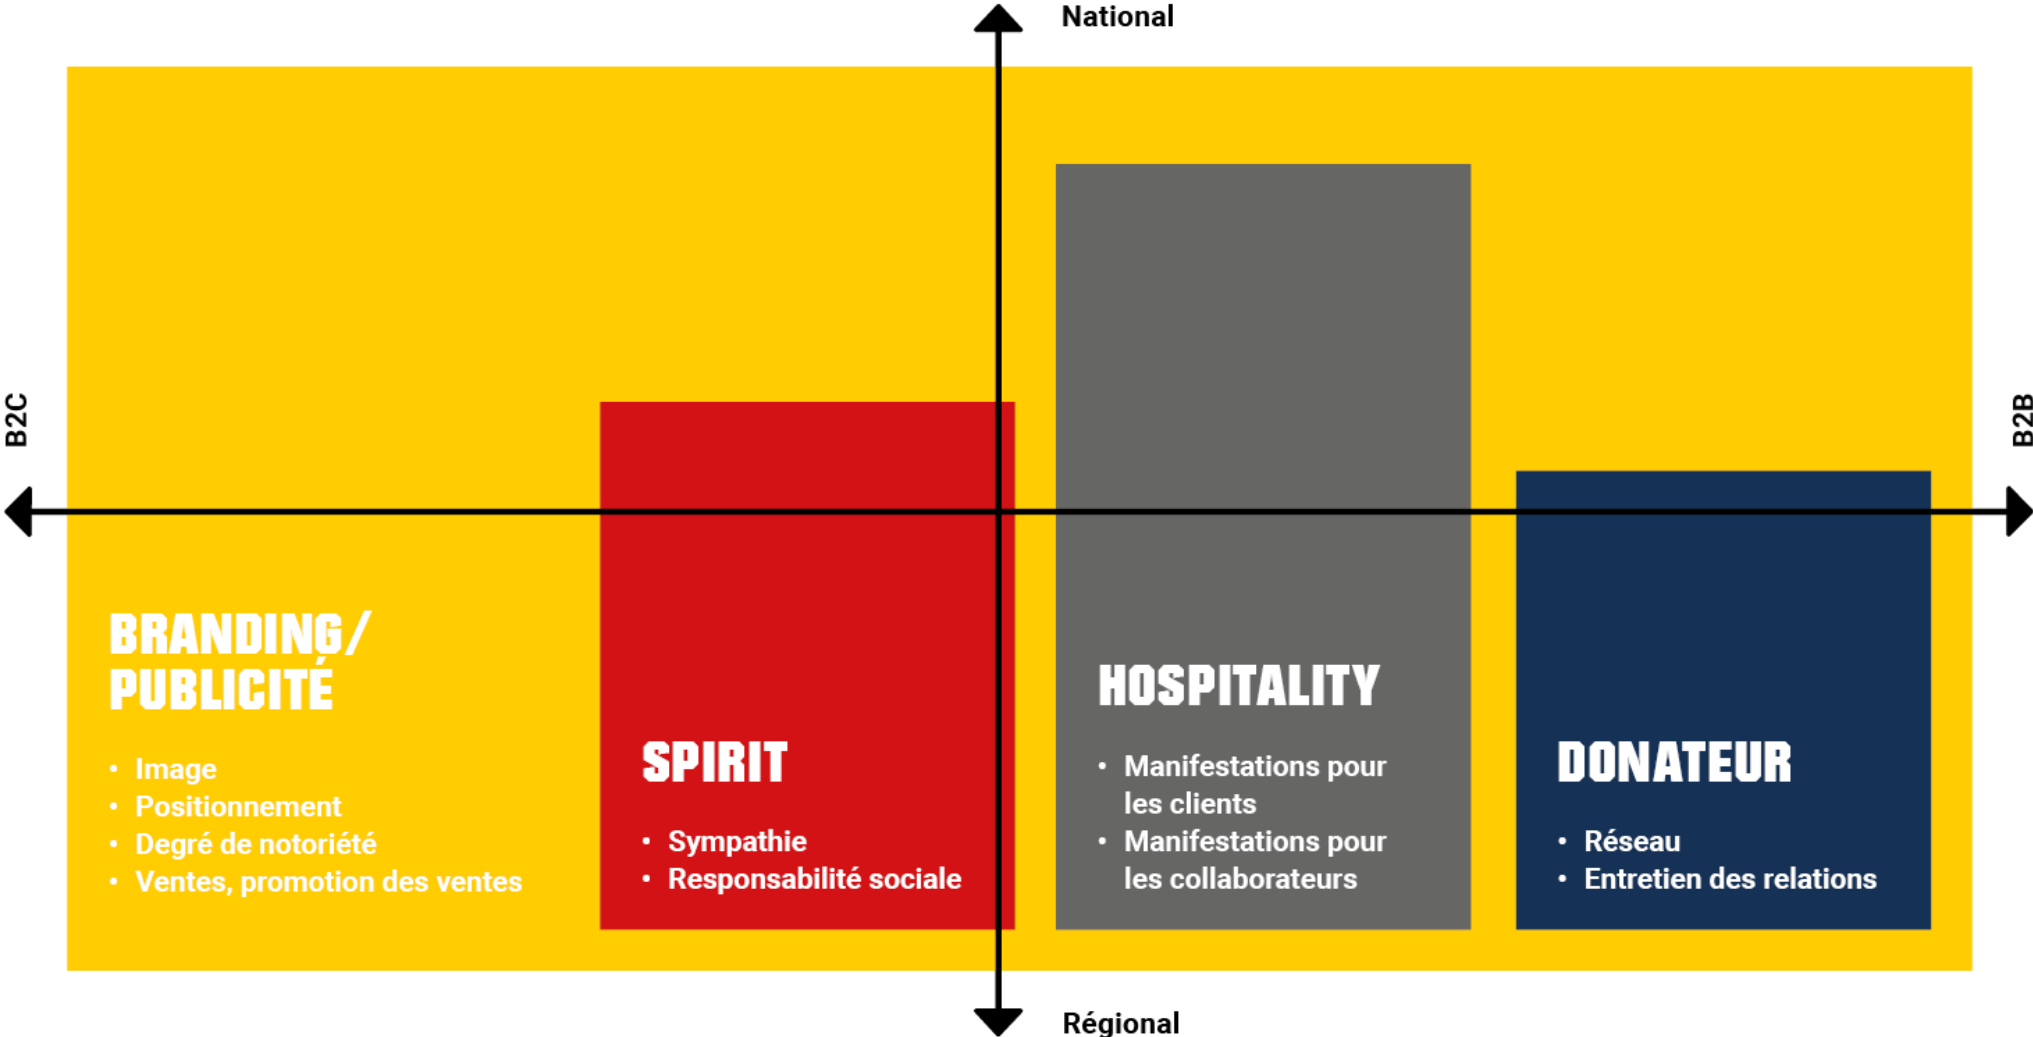 National
B2C
B2B
BRANDING/
PUBLICITÉ
• Image
• Positionnement
• Degré de notoriété
• Ventes, promotion des ventes
SPIRIT
• Sympathie
• Responsabilité sociale
HOSPITALITY
• Manifestations pour
les clients
• Manifestations pour
les collaborateurs
DONATEUR
• Réseau
• Entretien des relations
Régional